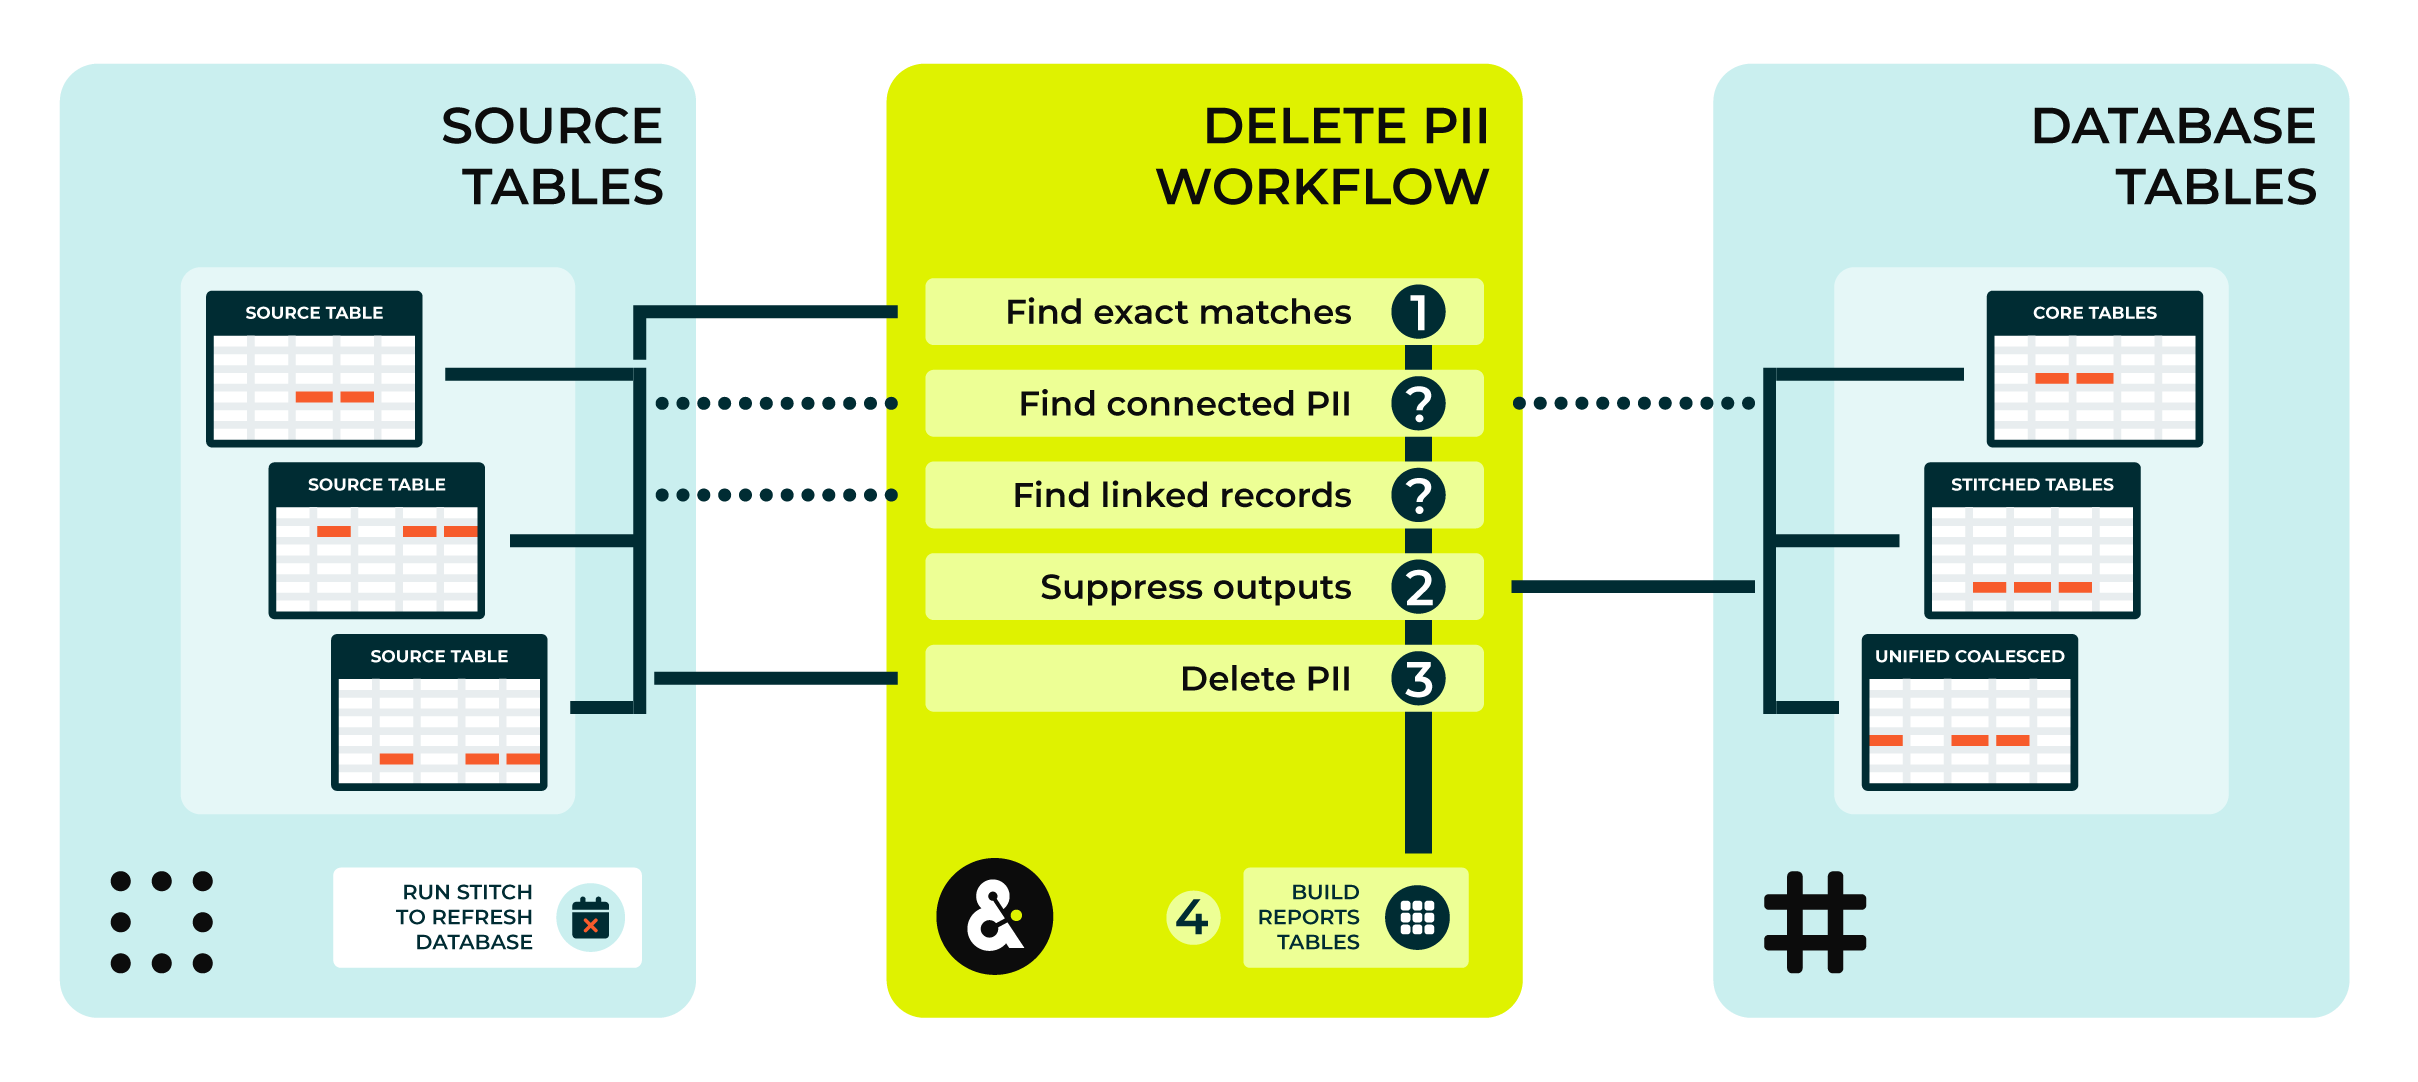 SOURCE
TABLES
SOURCE TABLE
SOURCE TABLE
SOURCE TABLE
RUN STITCH
TO REFRESH
DATABASE
DELETE PII
WORKFLOW
Find exact matches 1
Find connected PII ?
Find linked records ?
Suppress outputs 2
Delete PII 3
&
4
BUILD
REPORTS
TABLES
DATABASE
TABLES
CORE TABLES
STITCHED TABLES
UNIFIED COALESCED
#